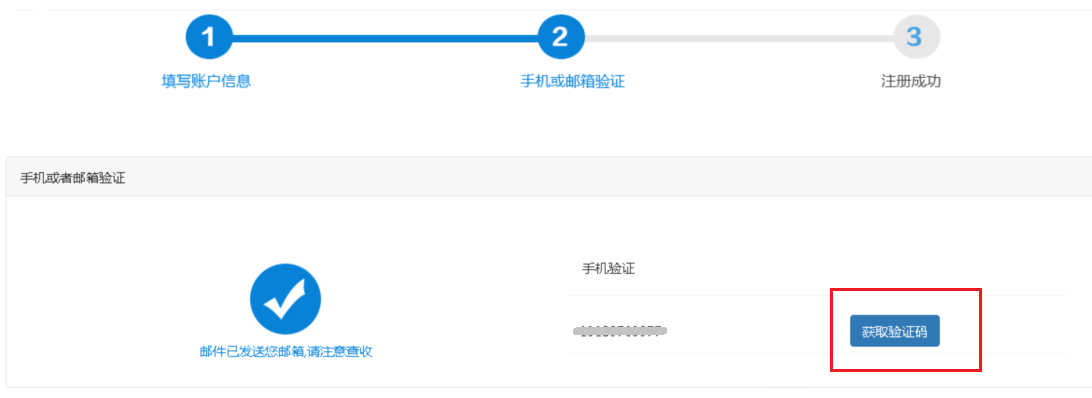 1
2
3
填写账户信息
手机或邮箱验证
注册成功
手机或者邮箱验证
手机验证
获取验证码
邮件已发送您邮箱,请注意查收